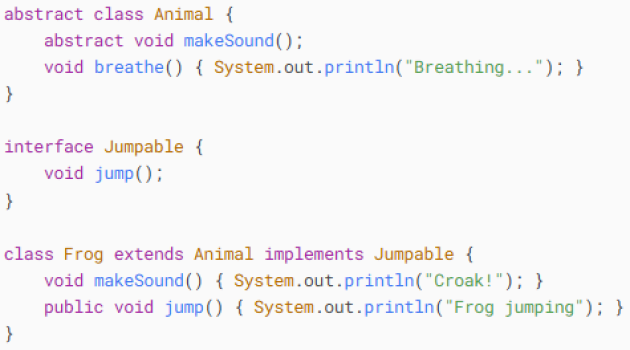 abstract class Animal {
    abstract void makeSound();
    void breathe() { System.out.println("Breathing..."); }
}

interface Jumpable {
    void jump();
}

class Frog extends Animal implements Jumpable {
    void makeSound() { System.out.println("Croak!"); }
    public void jump() { System.out.println("Frog jumping"); }
}